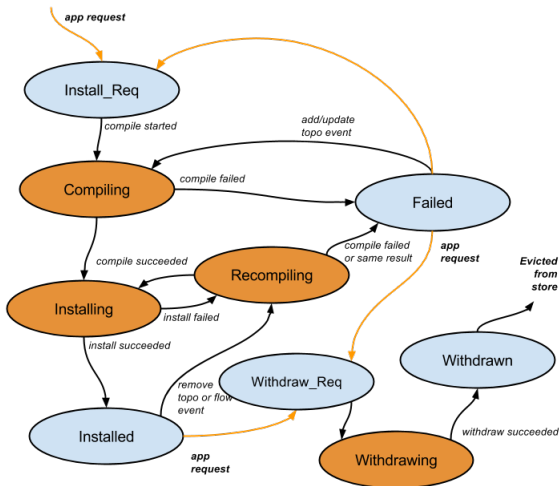 app request
Install_Req
compile started
add/update
topo event
Compiling
compile failed
Failed
compile succeeded
Recompiling
compile failed
or same result
app
request
Evicted
from
store
Installing
install failed
install succeeded
remove
topo or flow
event
Withdraw_Req
Withdrawn
Installed
app
request
Withdrawing
withdraw succeeded